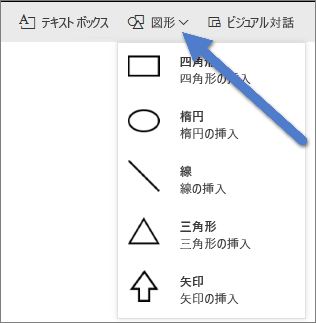 テキスト ボックス 図形 ビジュアル対話
四角形
四角形の挿入
楕円
楕円の挿入
線
線の挿入
三角形
三角形の挿入
矢印
矢印の挿入